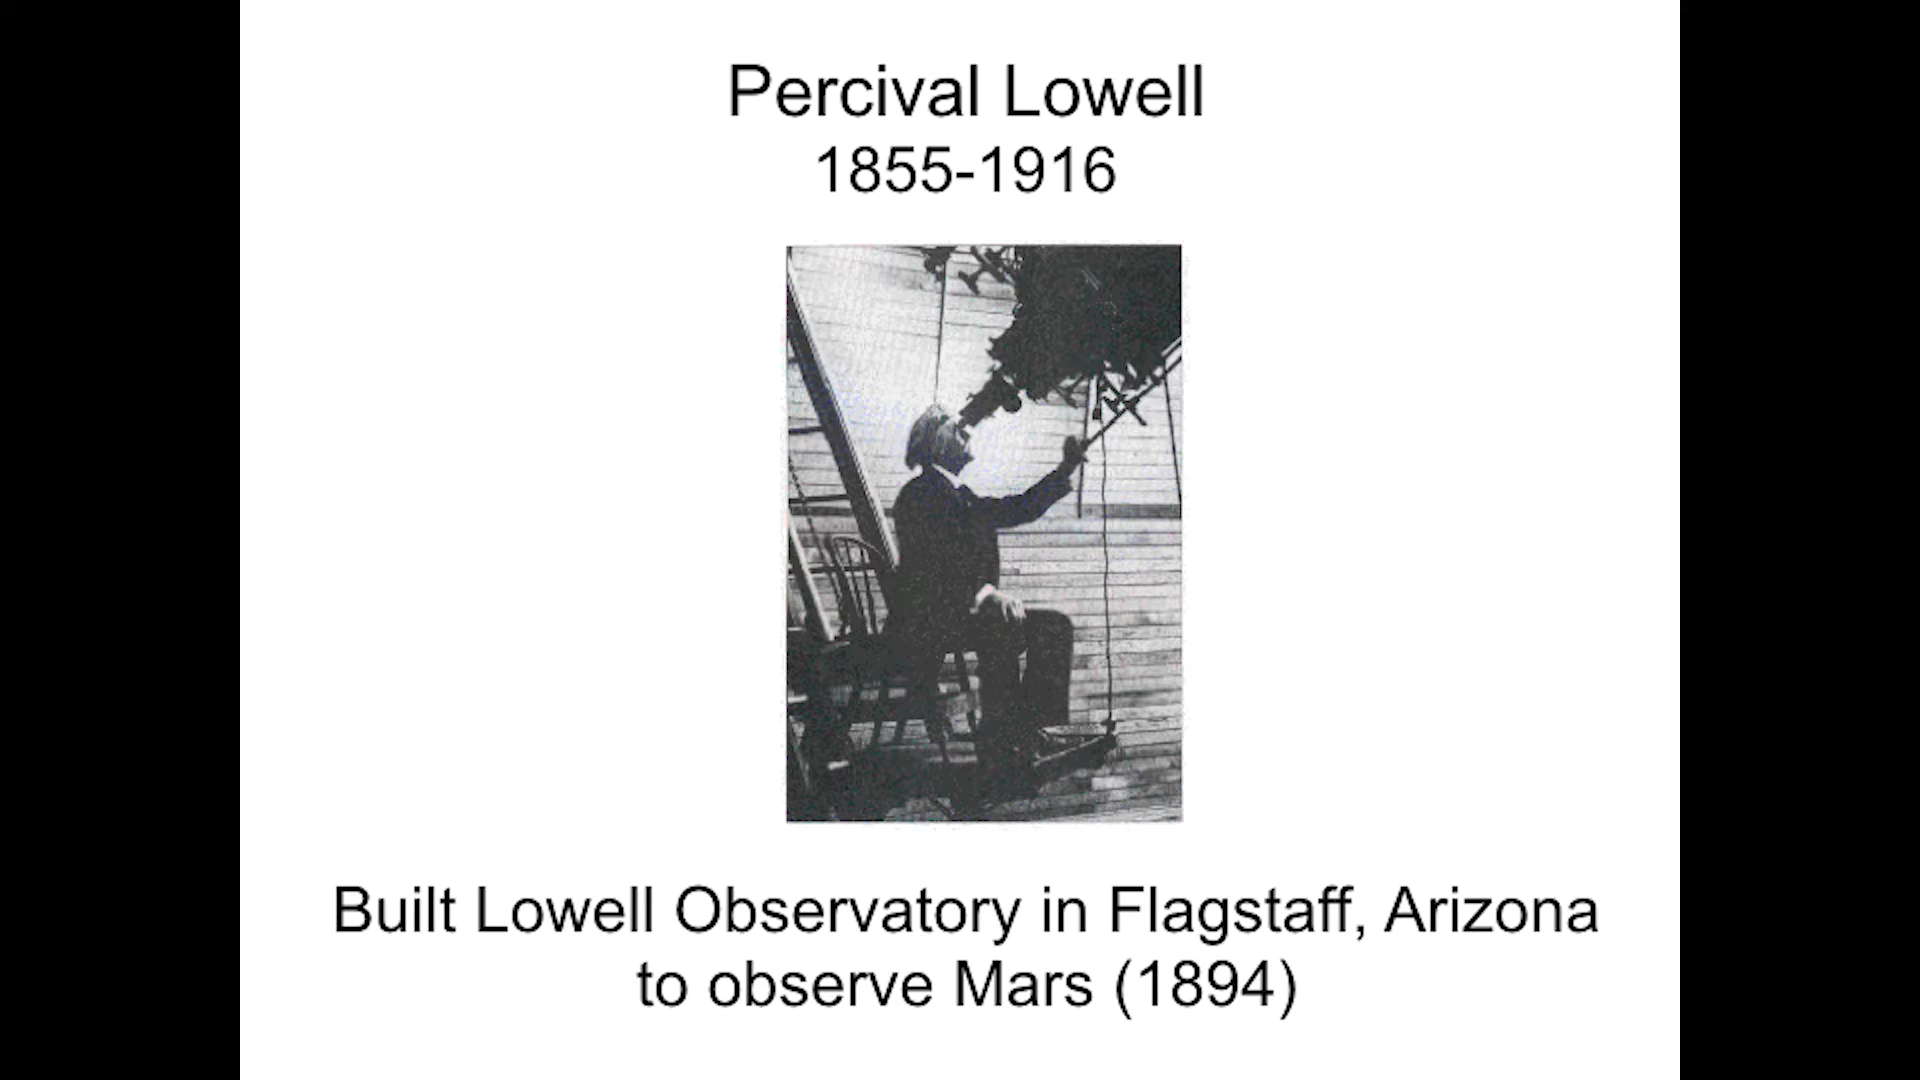 Percival Lowell
1855-1916
Built Lowell Observatory in Flagstaff, Arizona
to observe Mars (1894)